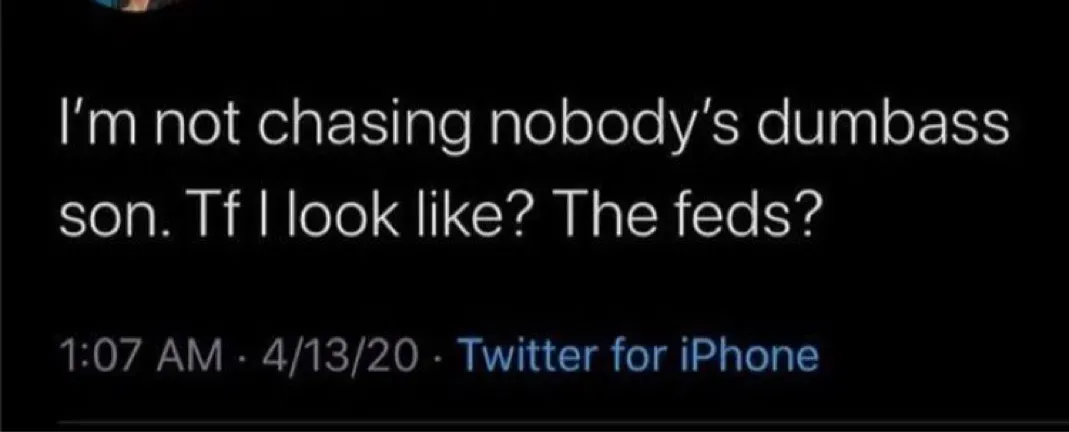 I'm not chasing nobody's dumbass
son. Tf I look like? The feds?
1:07 AM · 4/13/20 · Twitter for iPhone